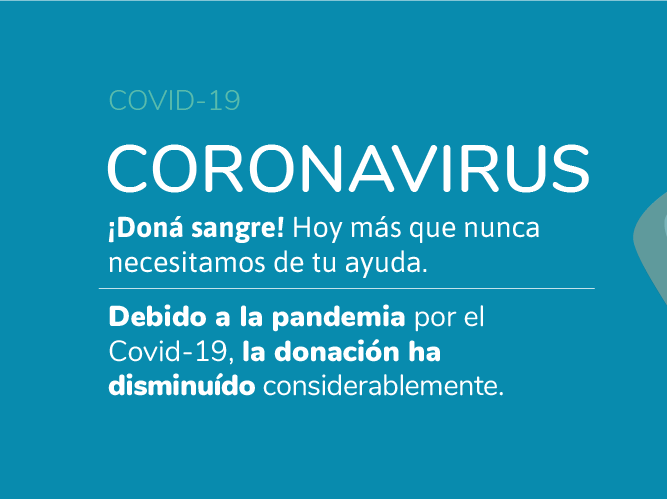 COVID-19
CORONAVIRUS
¡Doná sangre! Hoy más que nunca
necesitamos de tu ayuda.
Debido a la pandemia por el
Covid-19, la donación ha
disminuído considerablemente.